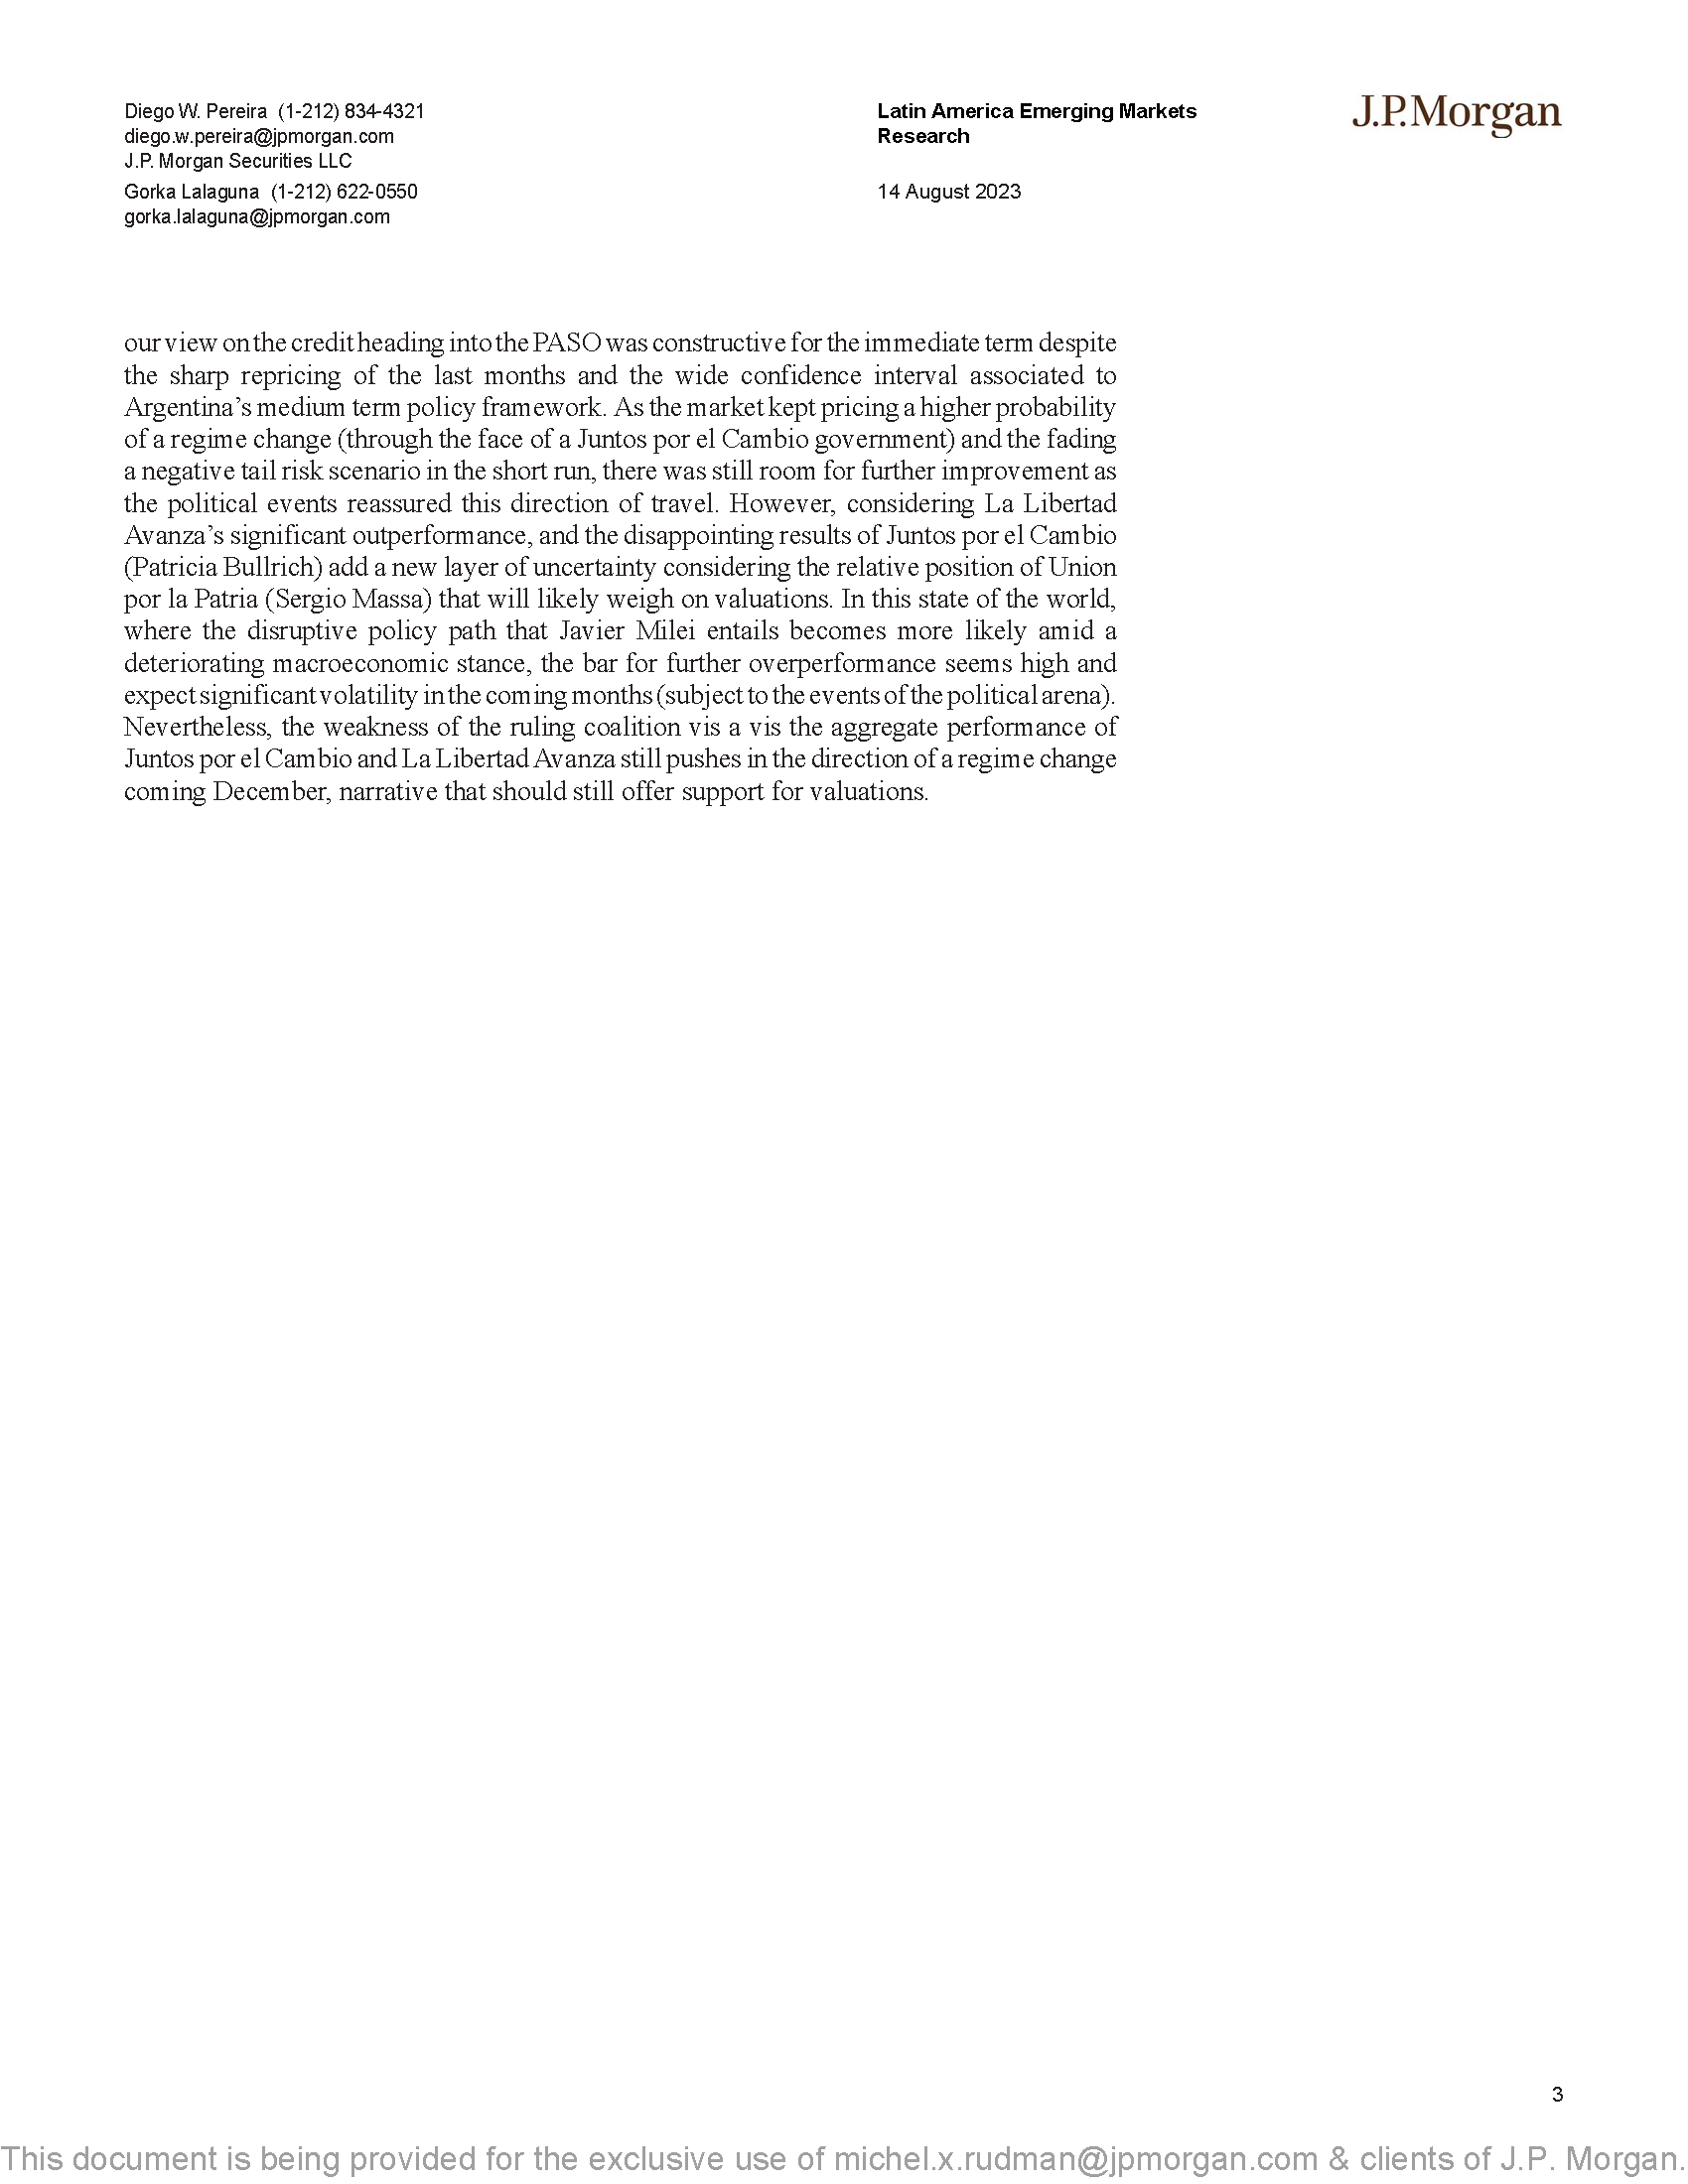 Diego W. Pereira (1-212) 834-4321
diego.w.pereira@jpmorgan.com
J.P. Morgan Securities LLC
Gorka Lalaguna (1-212) 622-0550
gorka.lalaguna@jpmorgan.com
Latin America Emerging Markets
Research
14 August 2023
J.P.Morgan
our view on the credit heading into the PASO was constructive for the immediate term despite
the sharp repricing of the last months and the wide confidence interval associated to
Argentina’s medium term policy framework. As the market kept pricing a higher probability
of a regime change (through the face of a Juntos por el Cambio government) and the fading
a negative tail risk scenario in the short run, there was still room for further improvement as
the political events reassured this direction of travel. However, considering La Libertad
Avanza’s significant outperformance, and the disappointing results of Juntos por el Cambio
(Patricia Bullrich) add a new layer of uncertainty considering the relative position of Union
por la Patria (Sergio Massa) that will likely weigh on valuations. In this state of the world,
where the disruptive policy path that Javier Milei entails becomes more likely amid a
deteriorating macroeconomic stance, the bar for further overperformance seems high and
expect significant volatility in the coming months (subject to the events of the political arena).
Nevertheless, the weakness of the ruling coalition vis a vis the aggregate performance of
Juntos por el Cambio and La Libertad Avanza still pushes in the direction of a regime change
coming December, narrative that should still offer support for valuations.
3
This document is being provided for the exclusive use of michel.x.rudman@jpmorgan.com & clients of J.P. Morgan.